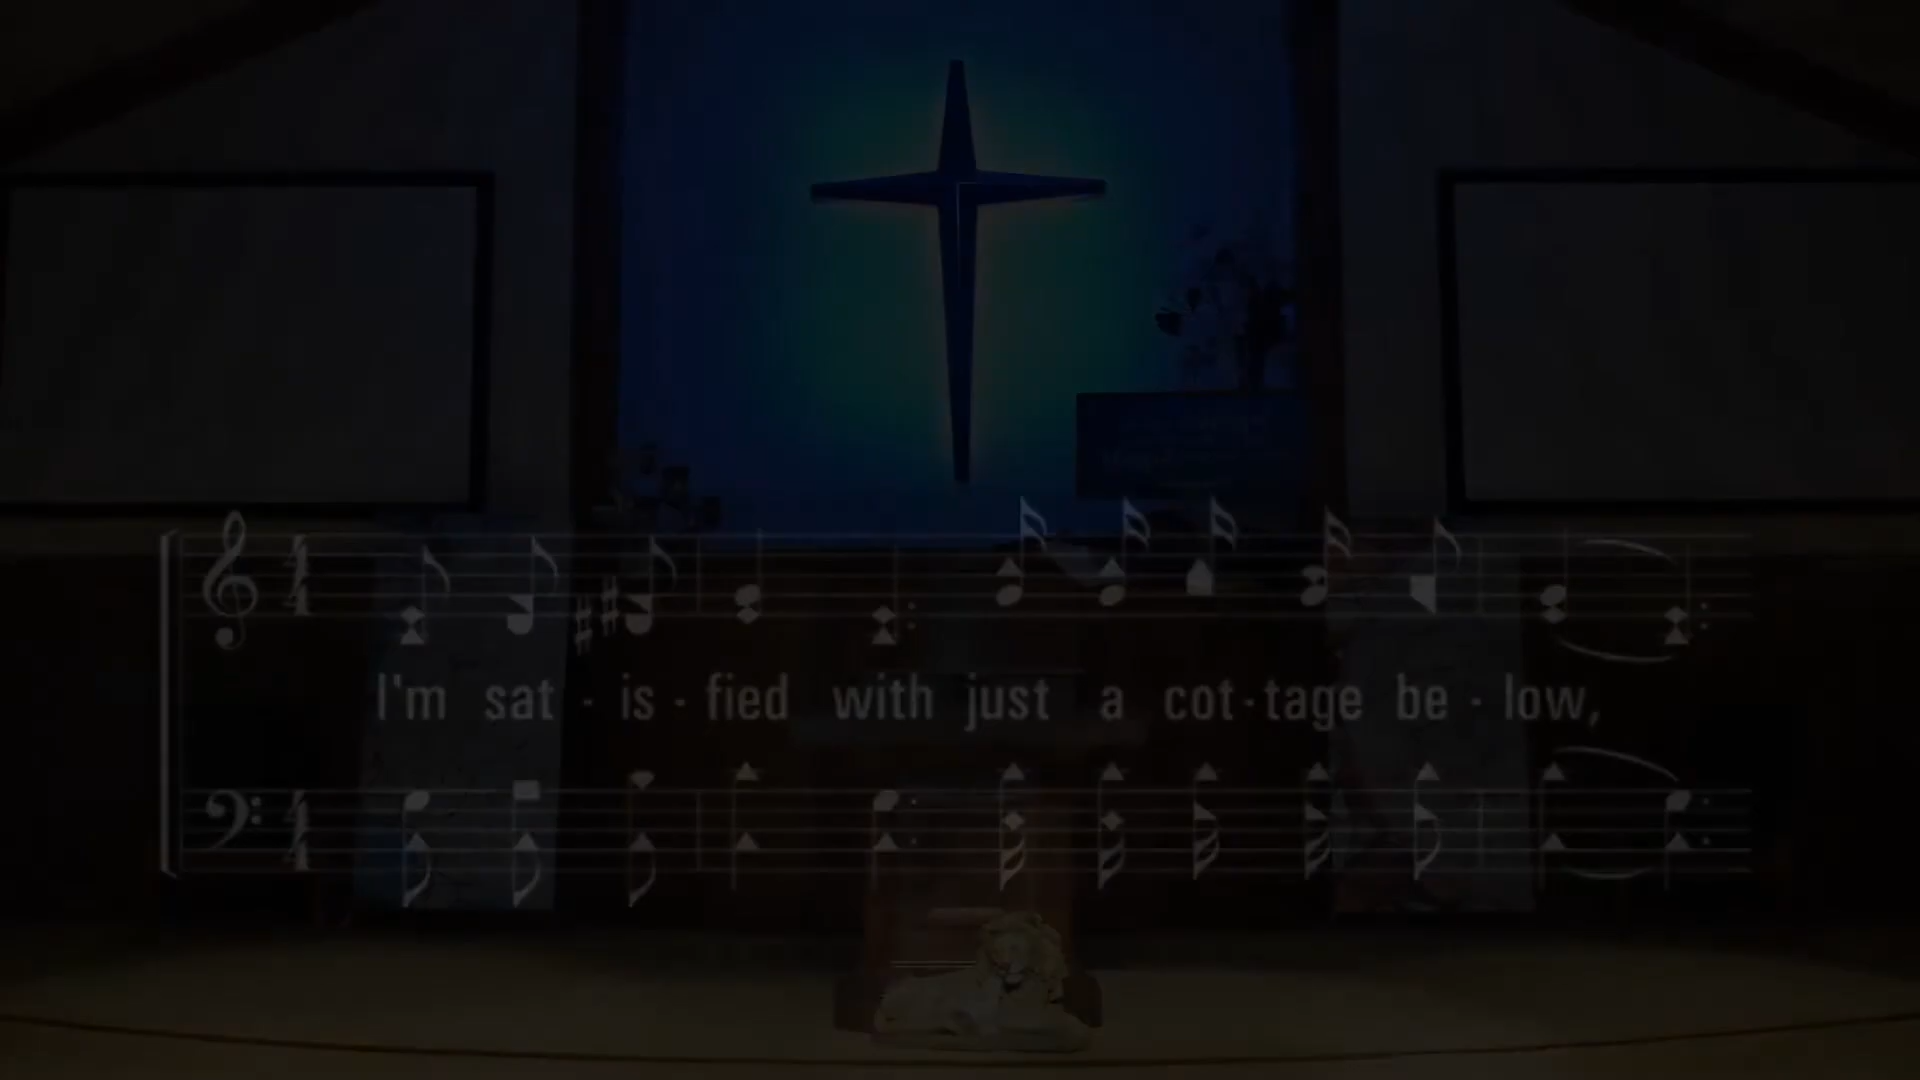 I'm sat - is - fied with just a cot - tage be - low,